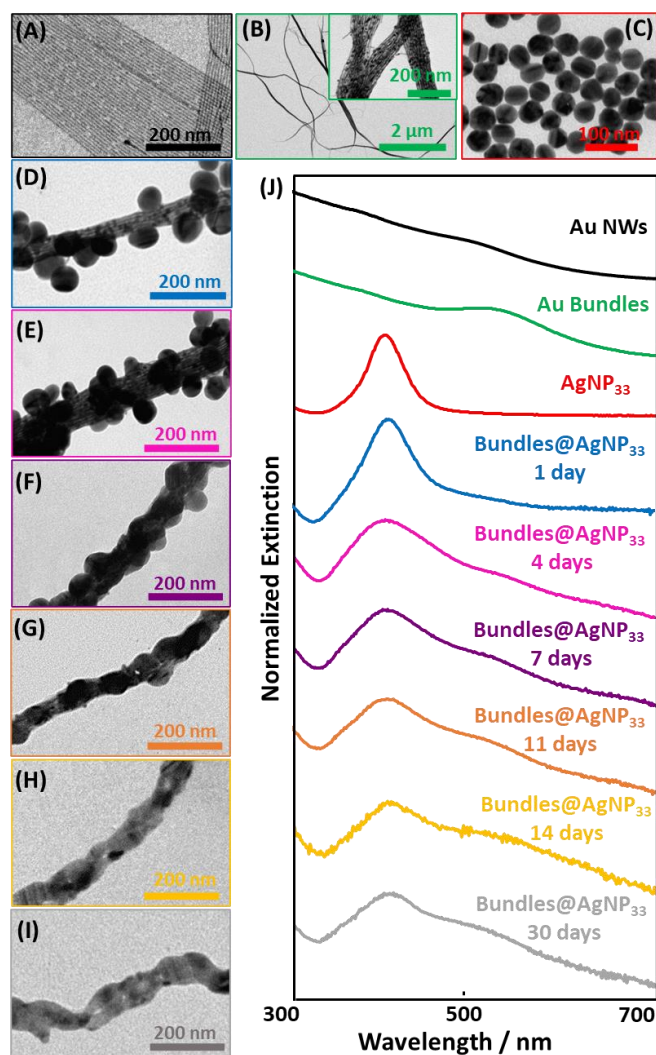 (A)
200 nm
(B)
200 nm
2 μm
(C)
100 nm
(D)
200 nm
(E)
200 nm
(F)
200 nm
(G)
200 nm
(H)
200 nm
(I)
200 nm
(J)
Au NWs
Au Bundles
AgNP₃₃
Bundles@AgNP₃₃
1 day
Bundles@AgNP₃₃
4 days
Bundles@AgNP₃₃
7 days
Bundles@AgNP₃₃
11 days
Bundles@AgNP₃₃
14 days
Bundles@AgNP₃₃
30 days
Normalized Extinction
300
500
700
Wavelength / nm